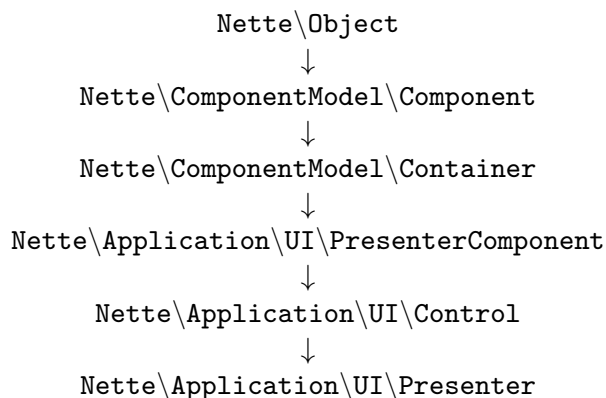 Nette\Object
↓
Nette\ComponentModel\Component
↓
Nette\ComponentModel\Container
↓
Nette\Application\UI\PresenterComponent
↓
Nette\Application\UI\Control
↓
Nette\Application\UI\Presenter